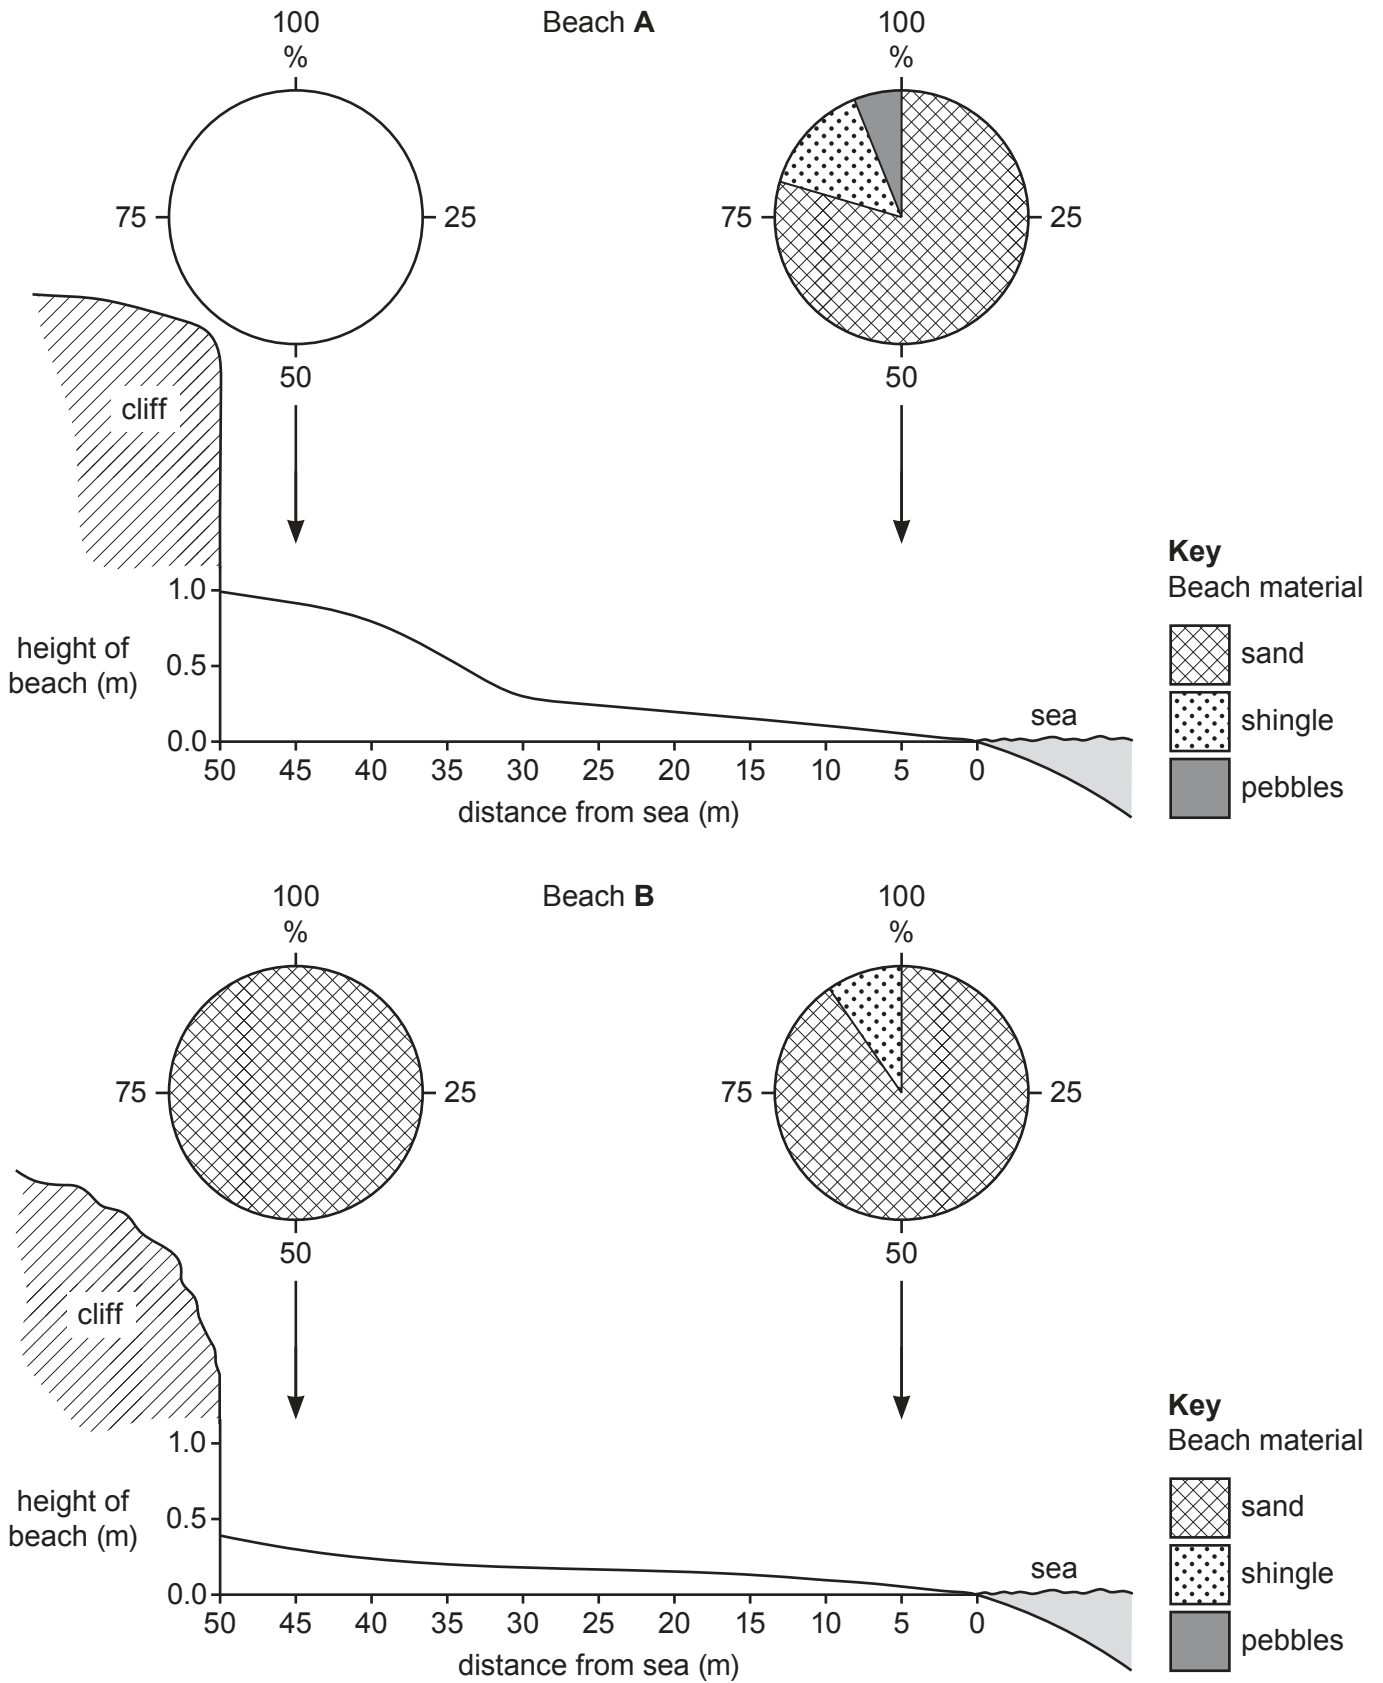 Beach A
100
%
75
25
50
100
%
75
25
50
cliff
Key
Beach material
sand
shingle
pebbles
height of
beach (m)
1.0
0.5
0.0
sea
50 45 40 35 30 25 20 15 10 5 0
distance from sea (m)
Beach B
100
%
75
25
50
100
%
75
25
50
cliff
Key
Beach material
sand
shingle
pebbles
height of
beach (m)
1.0
0.5
0.0
sea
50 45 40 35 30 25 20 15 10 5 0
distance from sea (m)